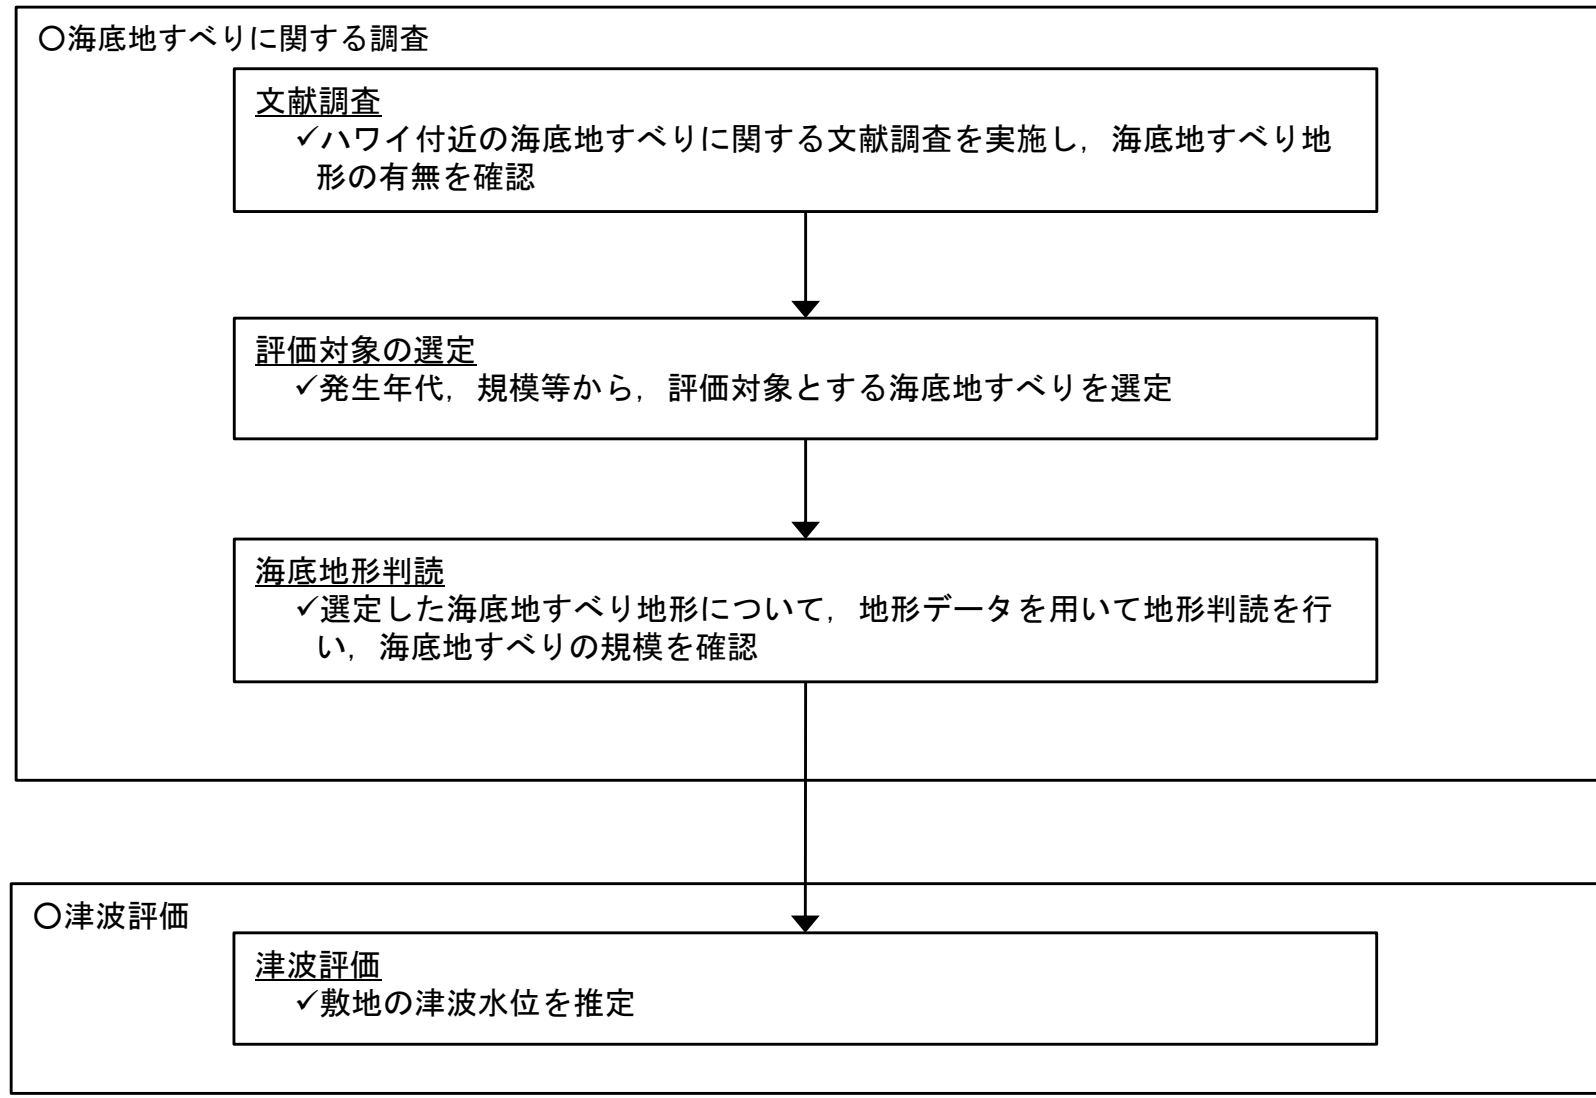 ○海底地すべりに関する調査
文献調査
✓ハワイ付近の海底地すべりに関する文献調査を実施し，海底地すべり地
形の有無を確認
評価対象の選定
✓発生年代，規模等から，評価対象とする海底地すべりを選定
海底地形判読
✓選定した海底地すべり地形について，地形データを用いて地形判読を行
い，海底地すべりの規模を確認
○津波評価
津波評価
✓敷地の津波水位を推定